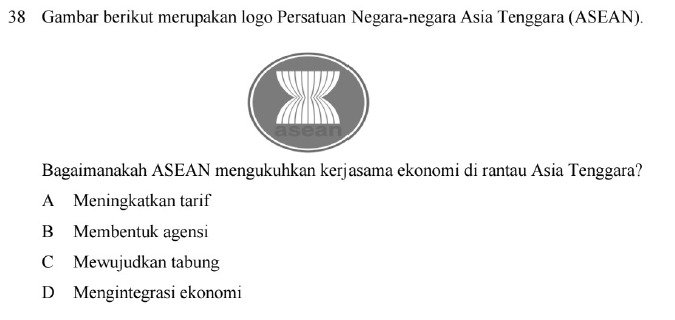 38 Gambar berikut merupakan logo Persatuan Negara-negara Asia Tenggara (ASEAN).
asean
Bagaimanakah ASEAN mengukuhkan kerjasama ekonomi di rantau Asia Tenggara?
A Meningkatkan tarif
B Membentuk agensi
C Mewujudkan tabung
D Mengintegrasi ekonomi